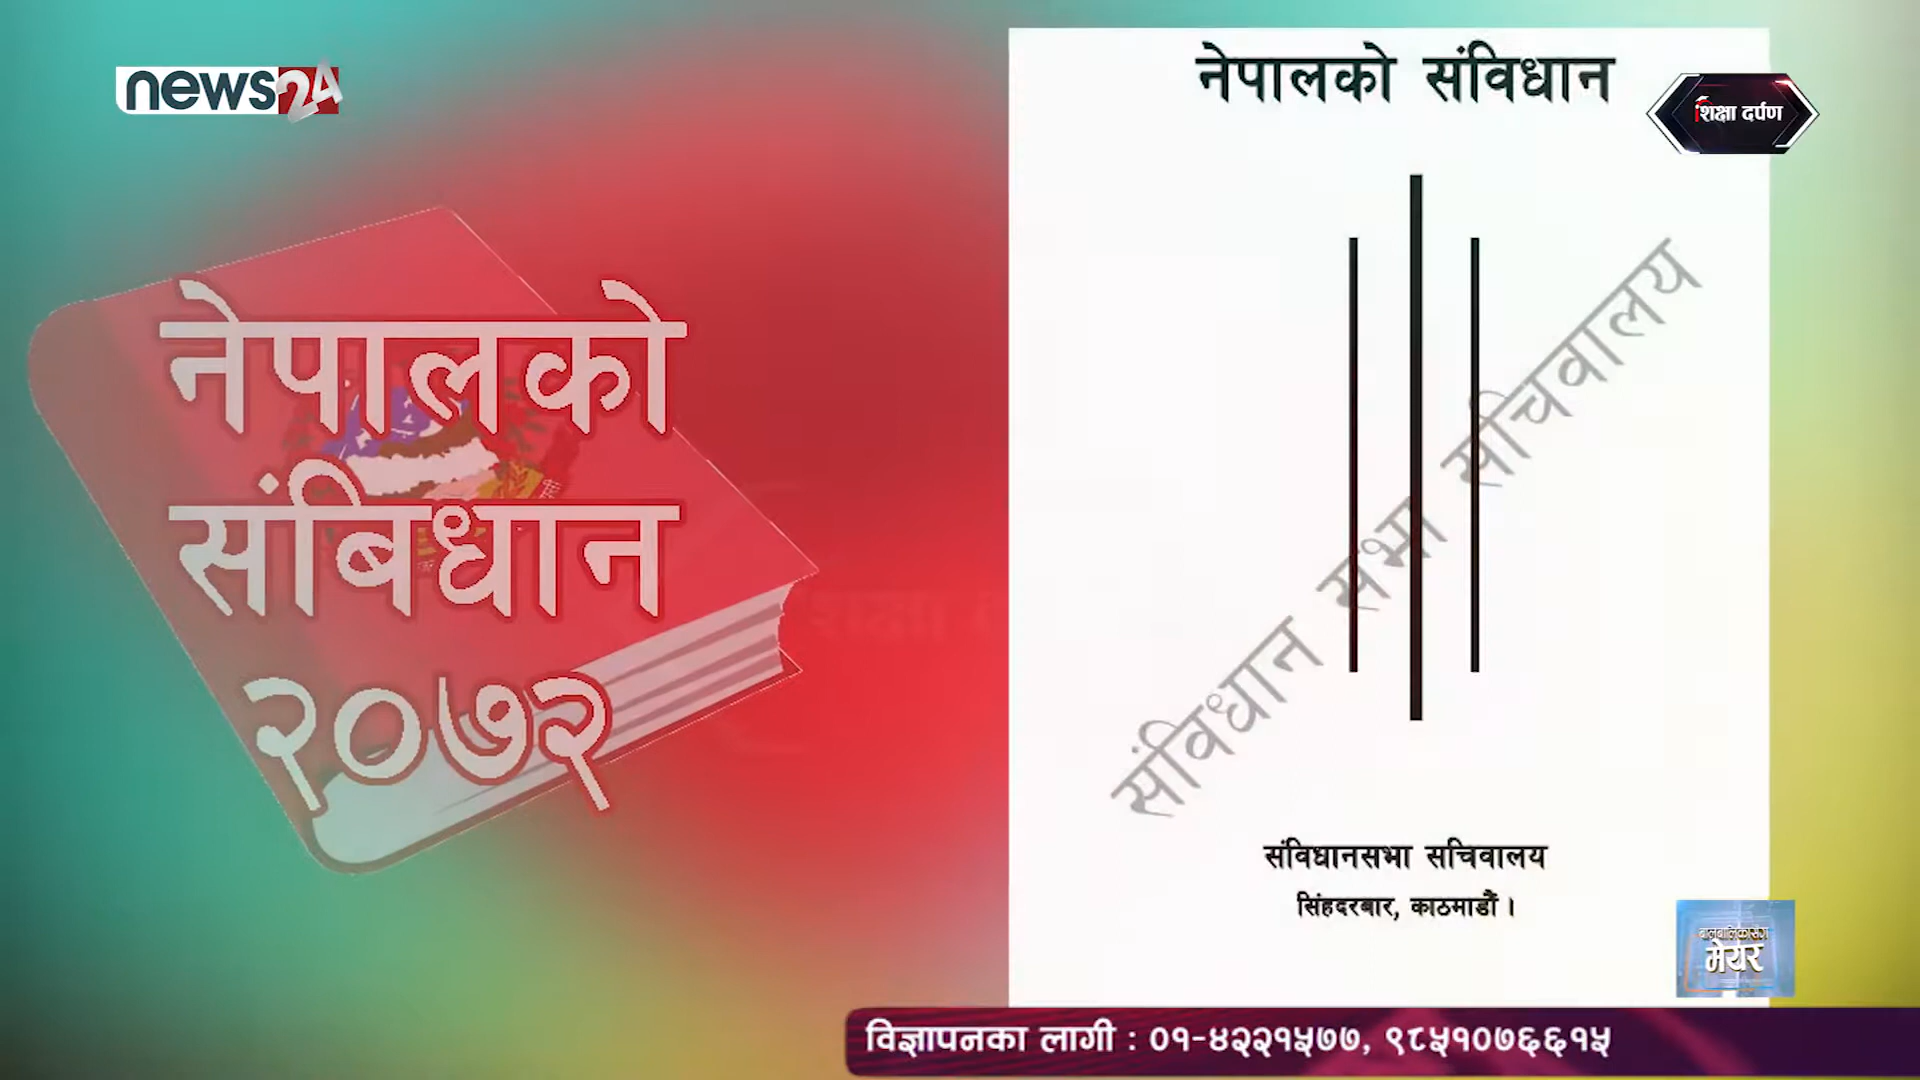 news24
नेपालको
संबिधान
२०७२
नेपालको संविधान
शिक्षा दर्पण
संविधान सभा सचिवालय
संविधानसभा सचिवालय
सिंहदरबार, काठमाडौं ।
बालबालिकासँग
मेयर
विज्ञापनका लागी : ०१-४२२१५७७, ९८५१०७६६१५